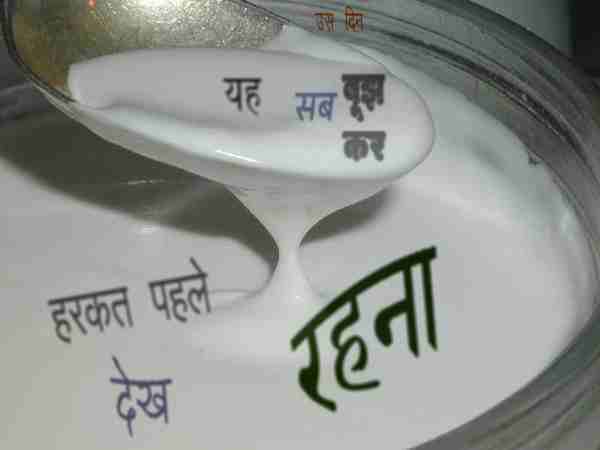 उस दिन
यह सब बूझ
कर
हरकत पहले
रहना
देख